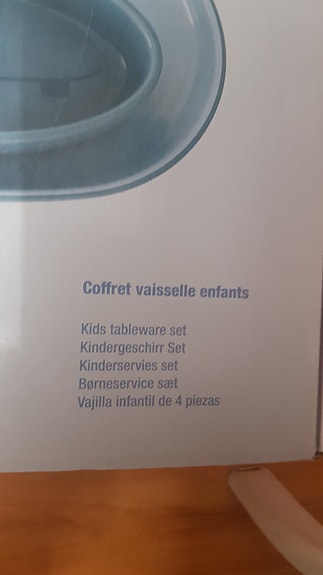 Coffret vaisselle enfants
Kids tableware set
Kindergeschirr Set
Kinderservies set
Børneservice sæt
Vajilla infantil de 4 piezas